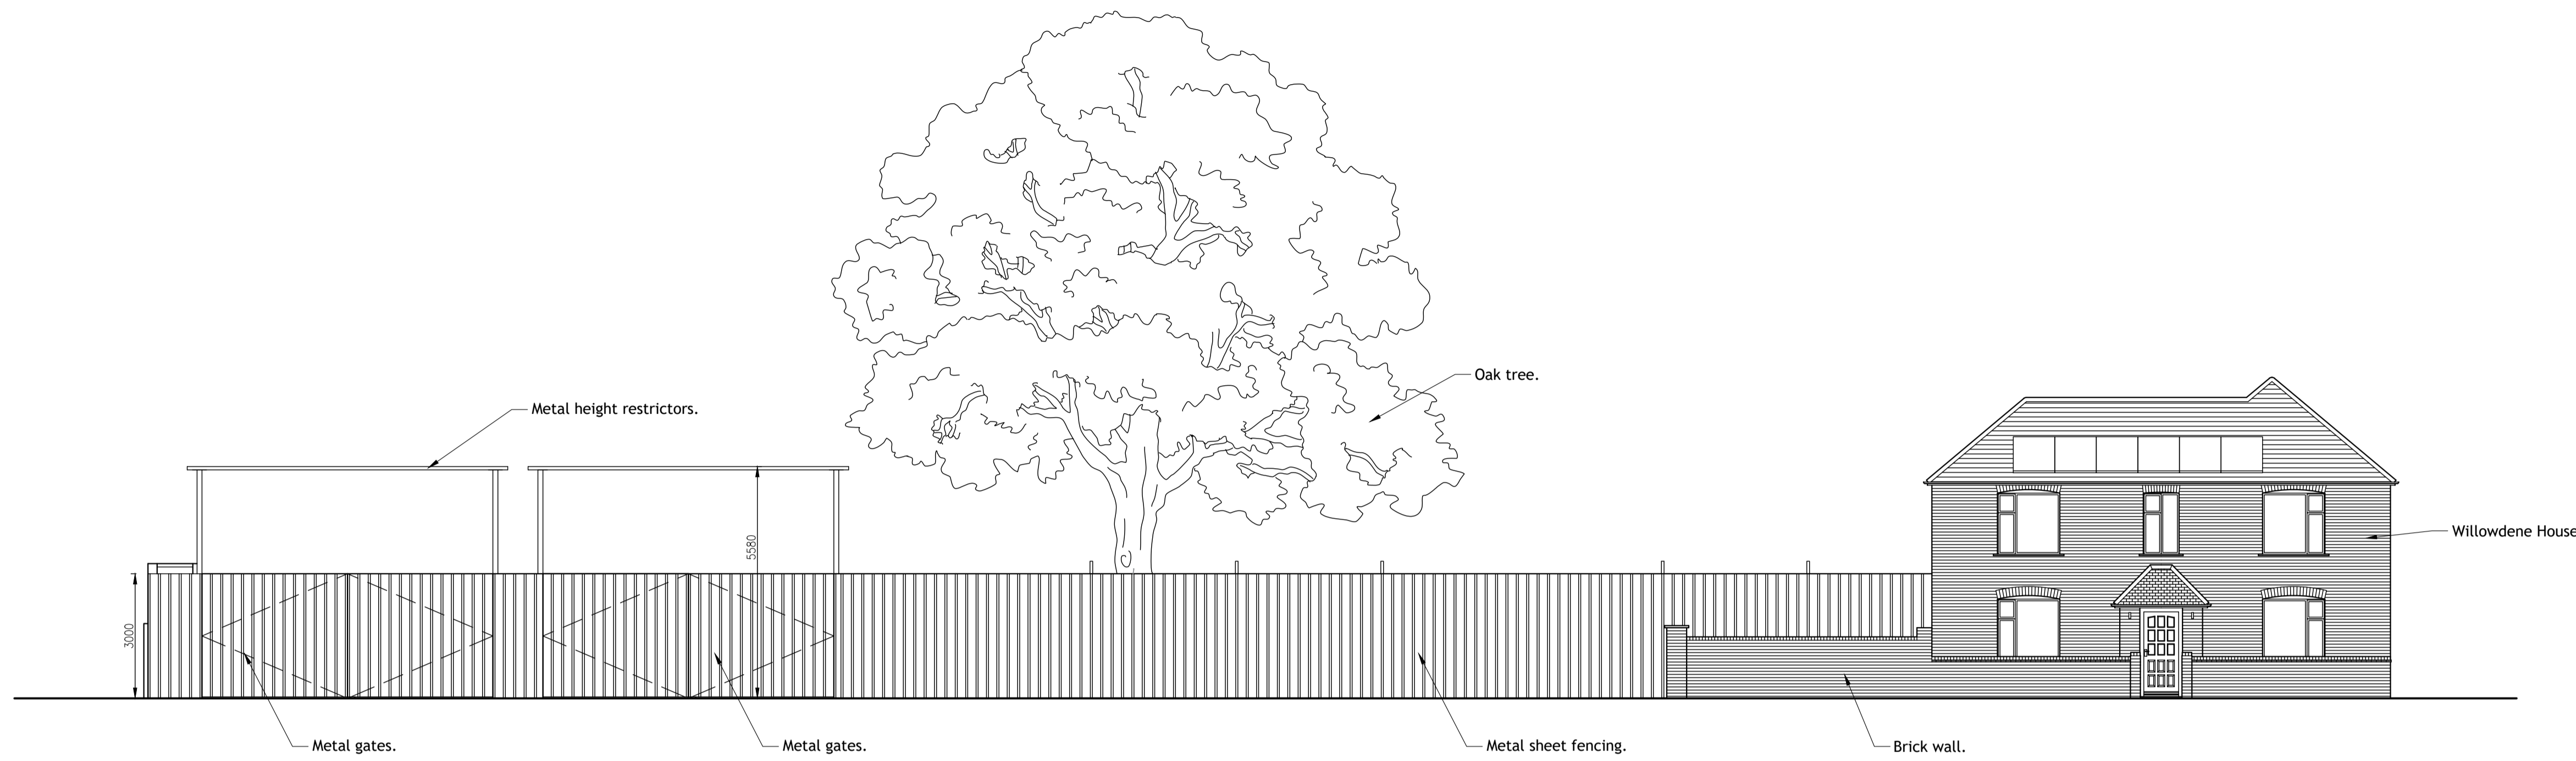 Oak tree.
Metal height restrictors.
Willowdene House
5580
3000
Metal gates.
Metal gates.
Metal sheet fencing.
Brick wall.